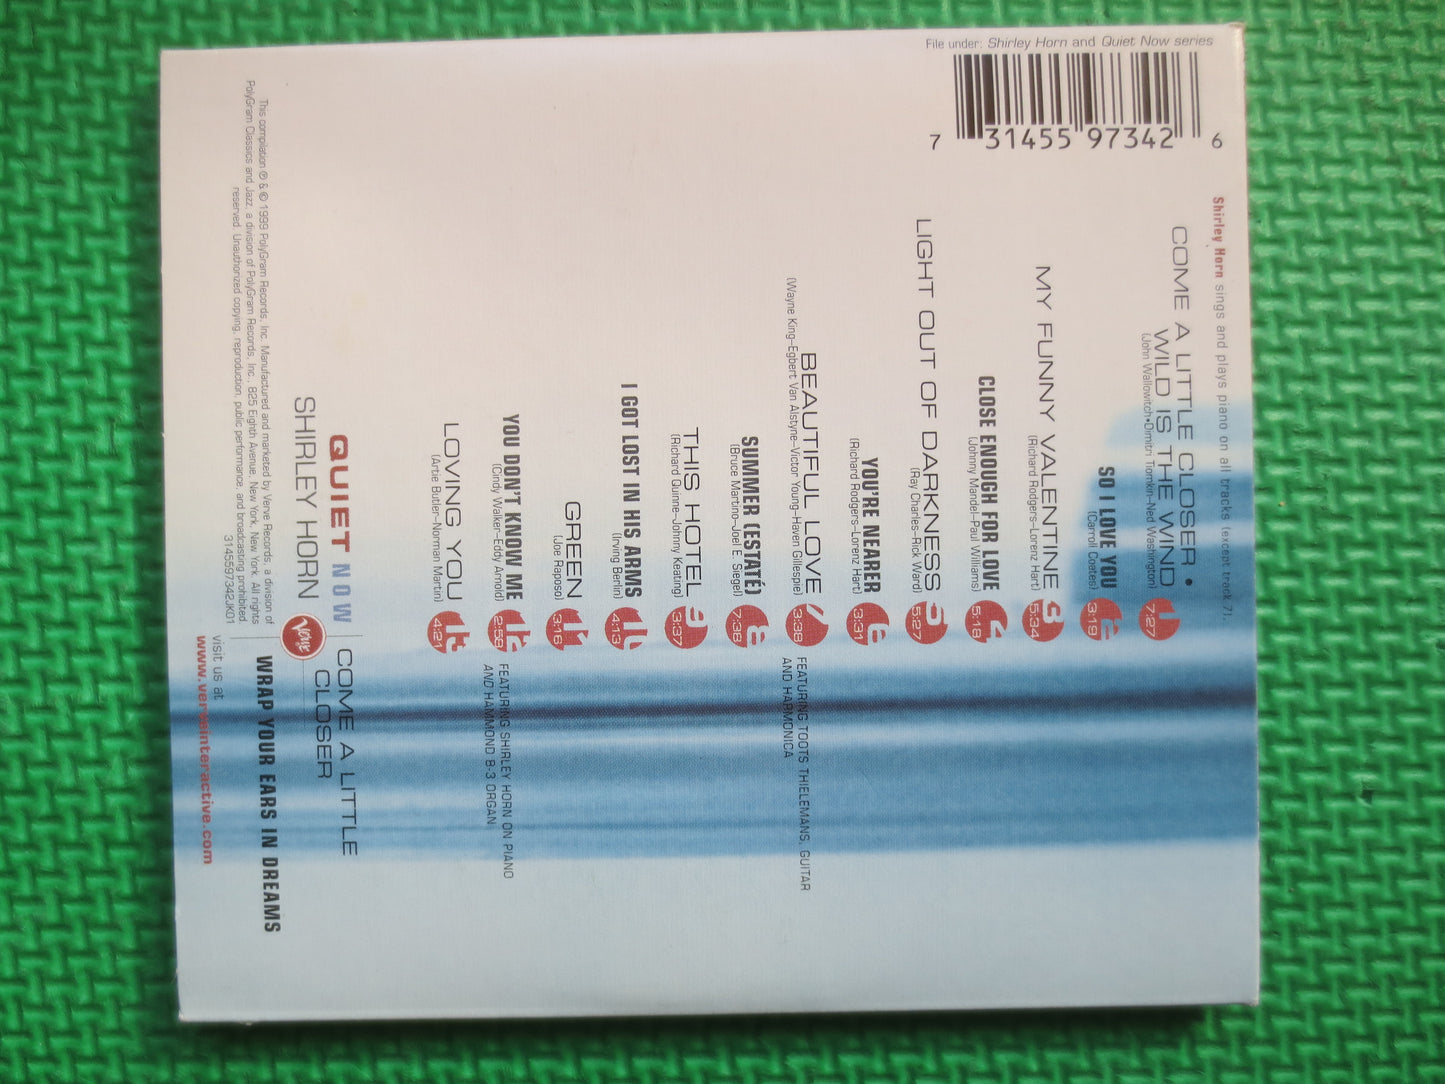 File under: Shirley Horn and Quiet Now series
7 31455 97342 6
Shirley Horn sings and plays piano on all tracks (except track 7).
COME A LITTLE CLOSER •
WILD IS THE WIND
(John Wallowitch•Dimitri Tiomkin–Ned Washington)
1
7:27
SO I LOVE YOU
(Carroll Coates)
2
3:19
MY FUNNY VALENTINE
(Richard Rodgers–Lorenz Hart)
3
5:34
CLOSE ENOUGH FOR LOVE
(Johnny Mandel–Paul Williams)
4
5:18
LIGHT OUT OF DARKNESS
(Ray Charles–Rick Ward)
5
5:27
YOU'RE NEARER
(Richard Rodgers–Lorenz Hart)
6
3:31
BEAUTIFUL LOVE
(Wayne King–Egbert Van Alstyne–Victor Young–Haven Gillespie)
7
3:38
FEATURING TOOTS THIELEMANS, GUITAR
AND HARMONICA
SUMMER (ESTATÉ)
(Bruce Martino–Joel E. Siegel)
8
7:36
THIS HOTEL
(Richard Quinne–Johnny Keating)
9
3:37
I GOT LOST IN HIS ARMS
(Irving Berlin)
10
4:13
GREEN
(Joe Raposo)
11
3:16
YOU DON'T KNOW ME
(Cindy Walker–Eddy Arnold)
12
2:59
FEATURING SHIRLEY HORN ON PIANO
AND HAMMOND B-3 ORGAN
LOVING YOU
(Artie Butler–Norman Martin)
13
4:21
QUIET NOW
SHIRLEY HORN
Verve
COME A LITTLE
CLOSER
This compilation ℗ & © 1999 PolyGram Records, Inc. Manufactured and marketed by Verve Records, a division of
PolyGram Classics and Jazz, a division of PolyGram Records, Inc., 825 Eighth Avenue, New York, New York. All rights
reserved. Unauthorized copying, reproduction, public performance, and broadcasting prohibited.
3145597342JK01
WRAP YOUR EARS IN DREAMS
visit us at
www.verveinteractive.com